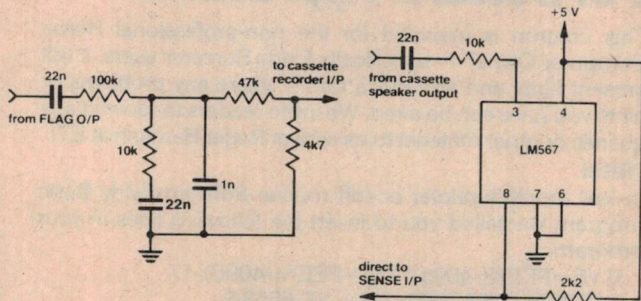 22n
100k
from FLAG O/P
10k
22n
1n
47k
to cassette
recorder I/P
4k7
22n
10k
from cassette
speaker output
+5 V
3
4
LM567
8
7
6
direct to
SENSE I/P
2k2